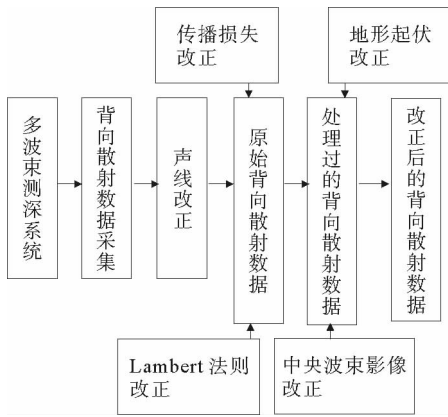 传播损失
改正
地形起伏
改正
多波束测深系统
背向散射数据采集
声线改正
原始背向散射数据
处理过的背向散射数据
改正后的背向散射数据
Lambert 法则
改正
中央波束影像
改正